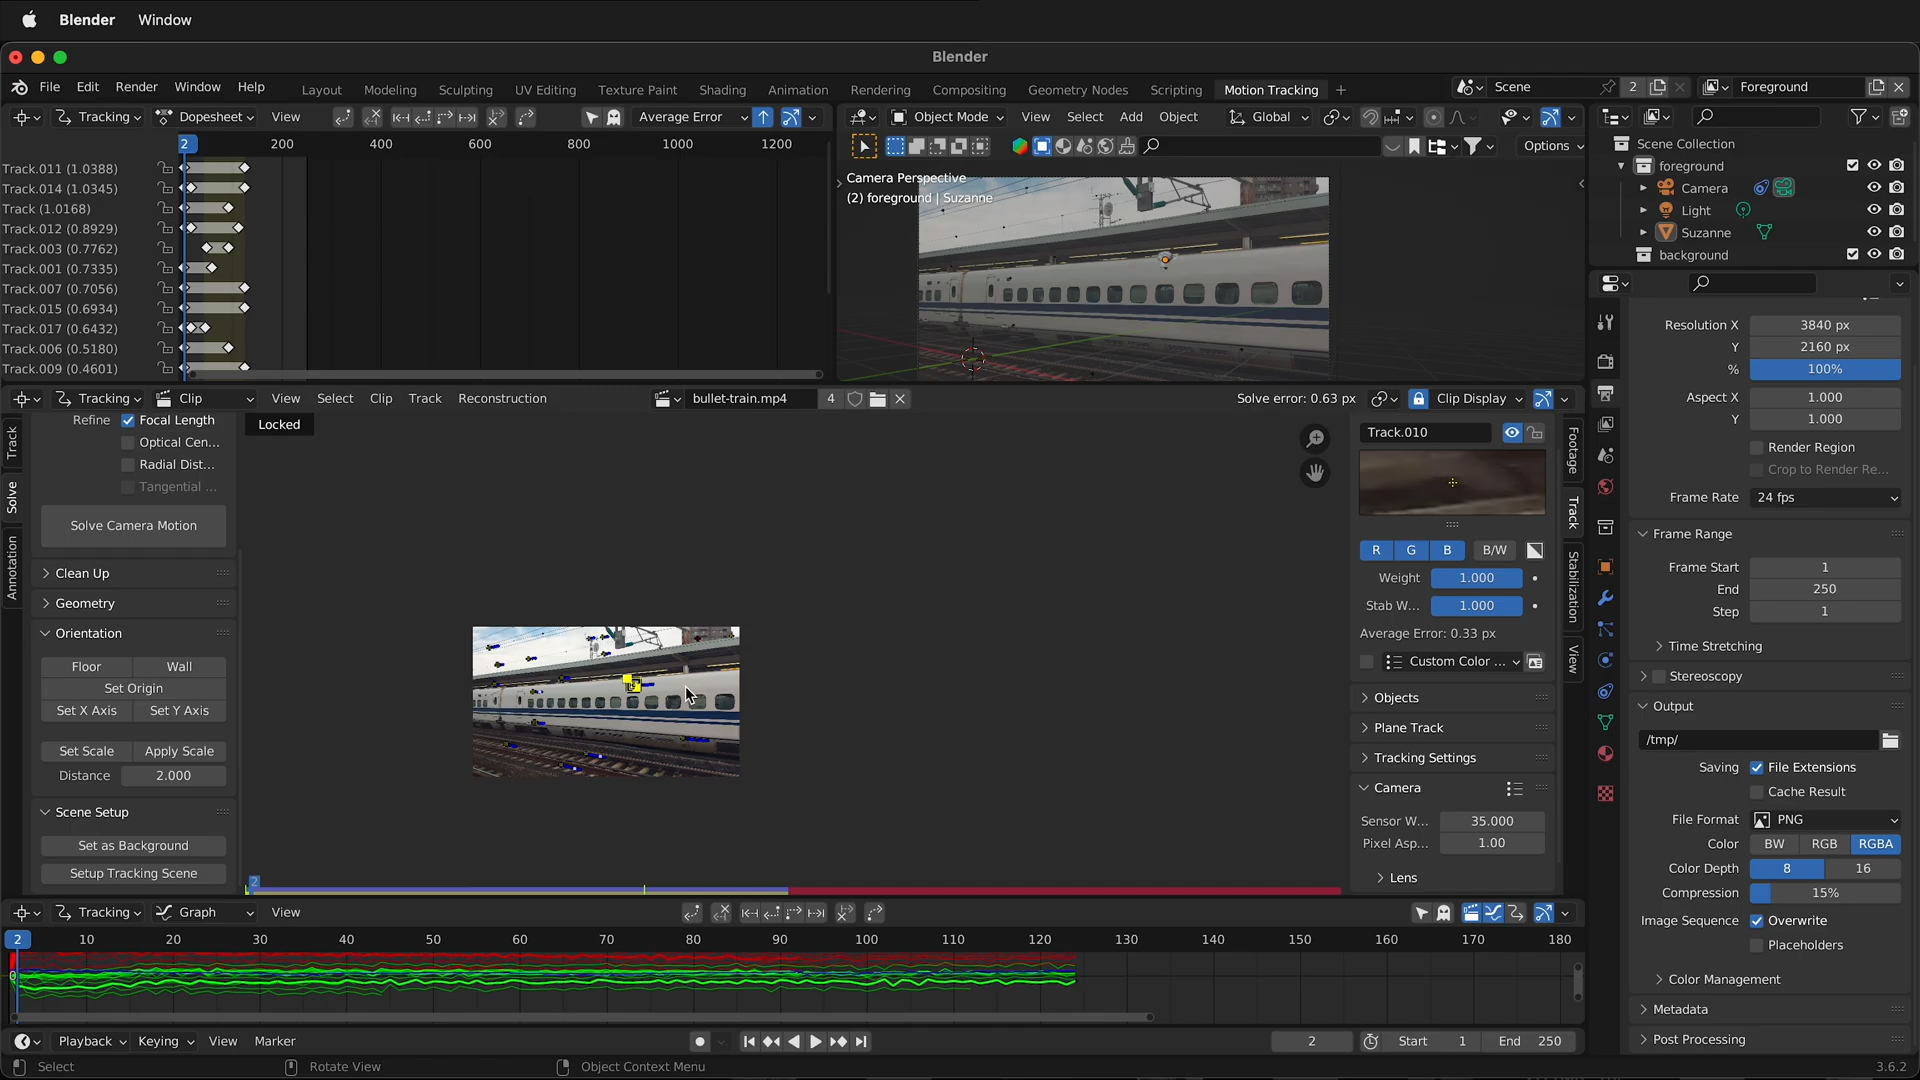 Blender Window
Blender
File Edit Render Window Help Layout Modeling Sculpting UV Editing Texture Paint Shading Animation Rendering Compositing Geometry Nodes Scripting Motion Tracking + Scene 2 Foreground
Tracking Dopesheet View Average Error Object Mode View Select Add Object Global
2 200 400 600 800 1000 1200 Options
Track.011 (1.0388)
Track.014 (1.0345)
Track (1.0168)
Track.012 (0.8929)
Track.003 (0.7762)
Track.001 (0.7335)
Track.007 (0.7056)
Track.015 (0.6934)
Track.017 (0.6432)
Track.006 (0.5180)
Track.009 (0.4601)
Camera Perspective
(2) foreground | Suzanne
Scene Collection
foreground
Camera
Light
Suzanne
background
Tracking Clip View Select Clip Track Reconstruction bullet-train.mp4 4 Solve error: 0.63 px Clip Display
Track
Solve
Annotation
Refine Focal Length
Optical Cen...
Radial Dist...
Tangential ...
Solve Camera Motion
Clean Up
Geometry
Orientation
Floor Wall
Set Origin
Set X Axis Set Y Axis
Set Scale Apply Scale
Distance 2.000
Scene Setup
Set as Background
Setup Tracking Scene
Locked
2
Track.010
R G B B/W
Weight 1.000
Stab W... 1.000
Average Error: 0.33 px
Custom Color ...
Objects
Plane Track
Tracking Settings
Camera
Sensor W... 35.000
Pixel Asp... 1.00
Lens
Footage
Track
Stabilization
View
Resolution X 3840 px
Y 2160 px
% 100%
Aspect X 1.000
Y 1.000
Render Region
Crop to Render Re...
Frame Rate 24 fps
Frame Range
Frame Start 1
End 250
Step 1
Time Stretching
Stereoscopy
Output
/tmp/
Saving File Extensions
Cache Result
File Format PNG
Color BW RGB RGBA
Color Depth 8 16
Compression 15%
Image Sequence Overwrite
Placeholders
Color Management
Metadata
Post Processing
Tracking Graph View
2 10 20 30 40 50 60 70 80 90 100 110 120 130 140 150 160 170 180
0
Playback Keying View Marker 2 Start 1 End 250
Select Rotate View Object Context Menu 3.6.2